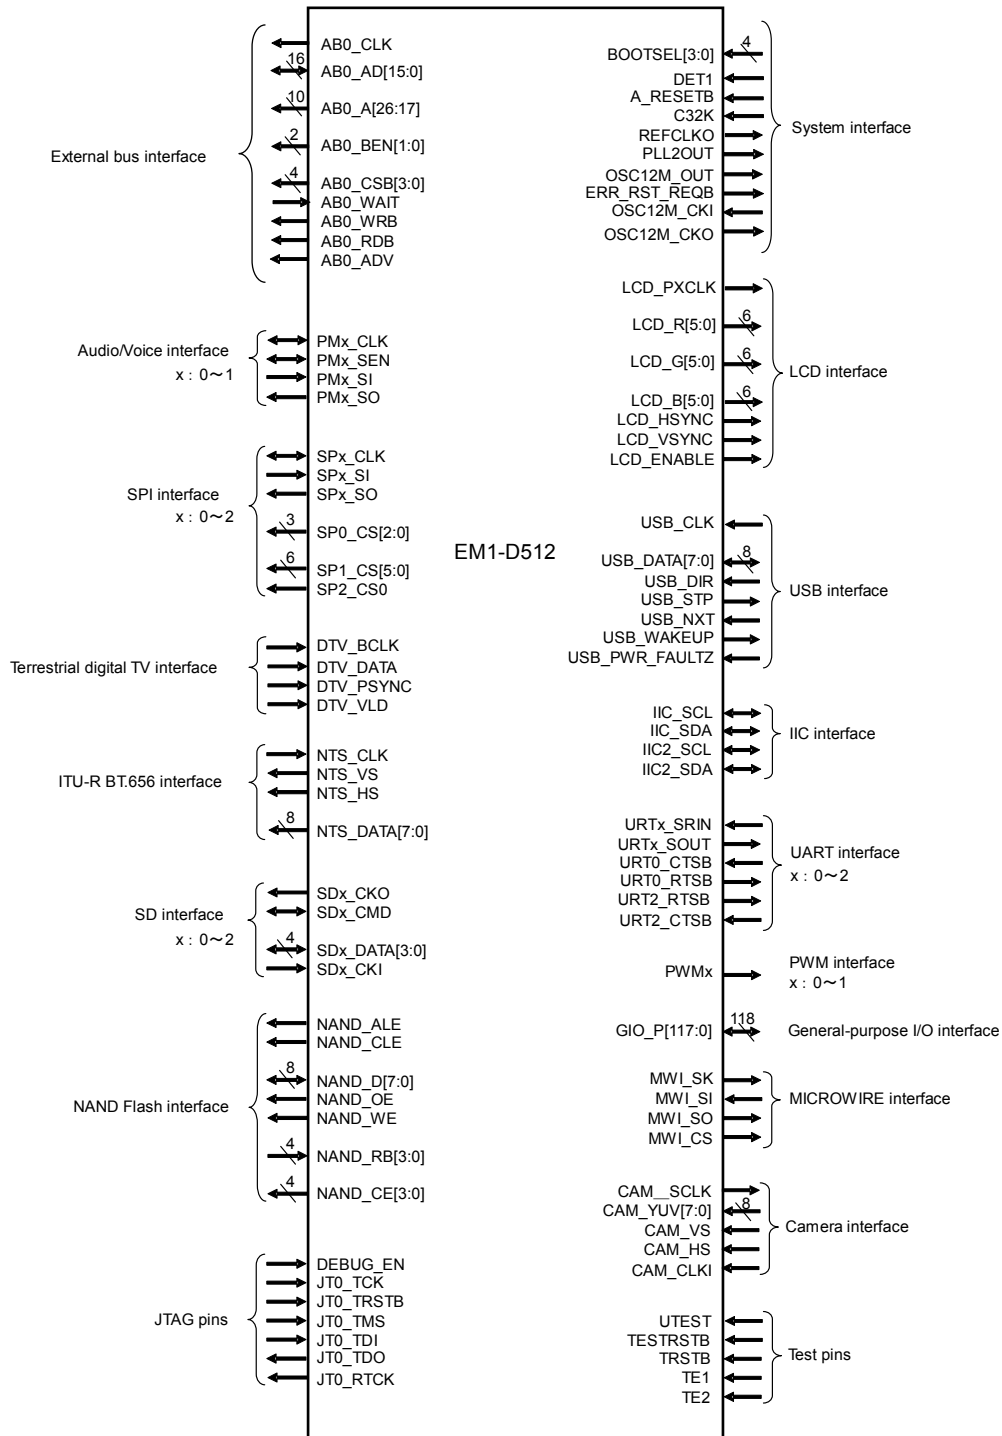 External bus interface
AB0_CLK
16
AB0_AD[15:0]
10
AB0_A[26:17]
2
AB0_BEN[1:0]
4
AB0_CSB[3:0]
AB0_WAIT
AB0_WRB
AB0_RDB
AB0_ADV
Audio/Voice interface
x : 0～1
PMx_CLK
PMx_SEN
PMx_SI
PMx_SO
SPI interface
x : 0～2
SPx_CLK
SPx_SI
SPx_SO
3
SP0_CS[2:0]
6
SP1_CS[5:0]
SP2_CS0
Terrestrial digital TV interface
DTV_BCLK
DTV_DATA
DTV_PSYNC
DTV_VLD
ITU-R BT.656 interface
NTS_CLK
NTS_VS
NTS_HS
8
NTS_DATA[7:0]
SD interface
x : 0～2
SDx_CKO
SDx_CMD
4
SDx_DATA[3:0]
SDx_CKI
NAND Flash interface
NAND_ALE
NAND_CLE
8
NAND_D[7:0]
NAND_OE
NAND_WE
4
NAND_RB[3:0]
4
NAND_CE[3:0]
JTAG pins
DEBUG_EN
JT0_TCK
JT0_TRSTB
JT0_TMS
JT0_TDI
JT0_TDO
JT0_RTCK
EM1-D512
BOOTSEL[3:0]
4
DET1
A_RESETB
C32K
REFCLKO
PLL2OUT
OSC12M_OUT
ERR_RST_REQB
OSC12M_CKI
OSC12M_CKO
System interface
LCD_PXCLK
LCD_R[5:0]
6
LCD_G[5:0]
6
LCD_B[5:0]
6
LCD_HSYNC
LCD_VSYNC
LCD_ENABLE
LCD interface
USB_CLK
USB_DATA[7:0]
8
USB_DIR
USB_STP
USB_NXT
USB_WAKEUP
USB_PWR_FAULTZ
USB interface
IIC_SCL
IIC_SDA
IIC2_SCL
IIC2_SDA
IIC interface
URTx_SRIN
URTx_SOUT
URT0_CTSB
URT0_RTSB
URT2_RTSB
URT2_CTSB
UART interface
x : 0～2
PWMx
PWM interface
x : 0～1
GIO_P[117:0]
118
General-purpose I/O interface
MWI_SK
MWI_SI
MWI_SO
MWI_CS
MICROWIRE interface
CAM__SCLK
CAM_YUV[7:0]
8
CAM_VS
CAM_HS
CAM_CLKI
Camera interface
UTEST
TESTRSTB
TRSTB
TE1
TE2
Test pins